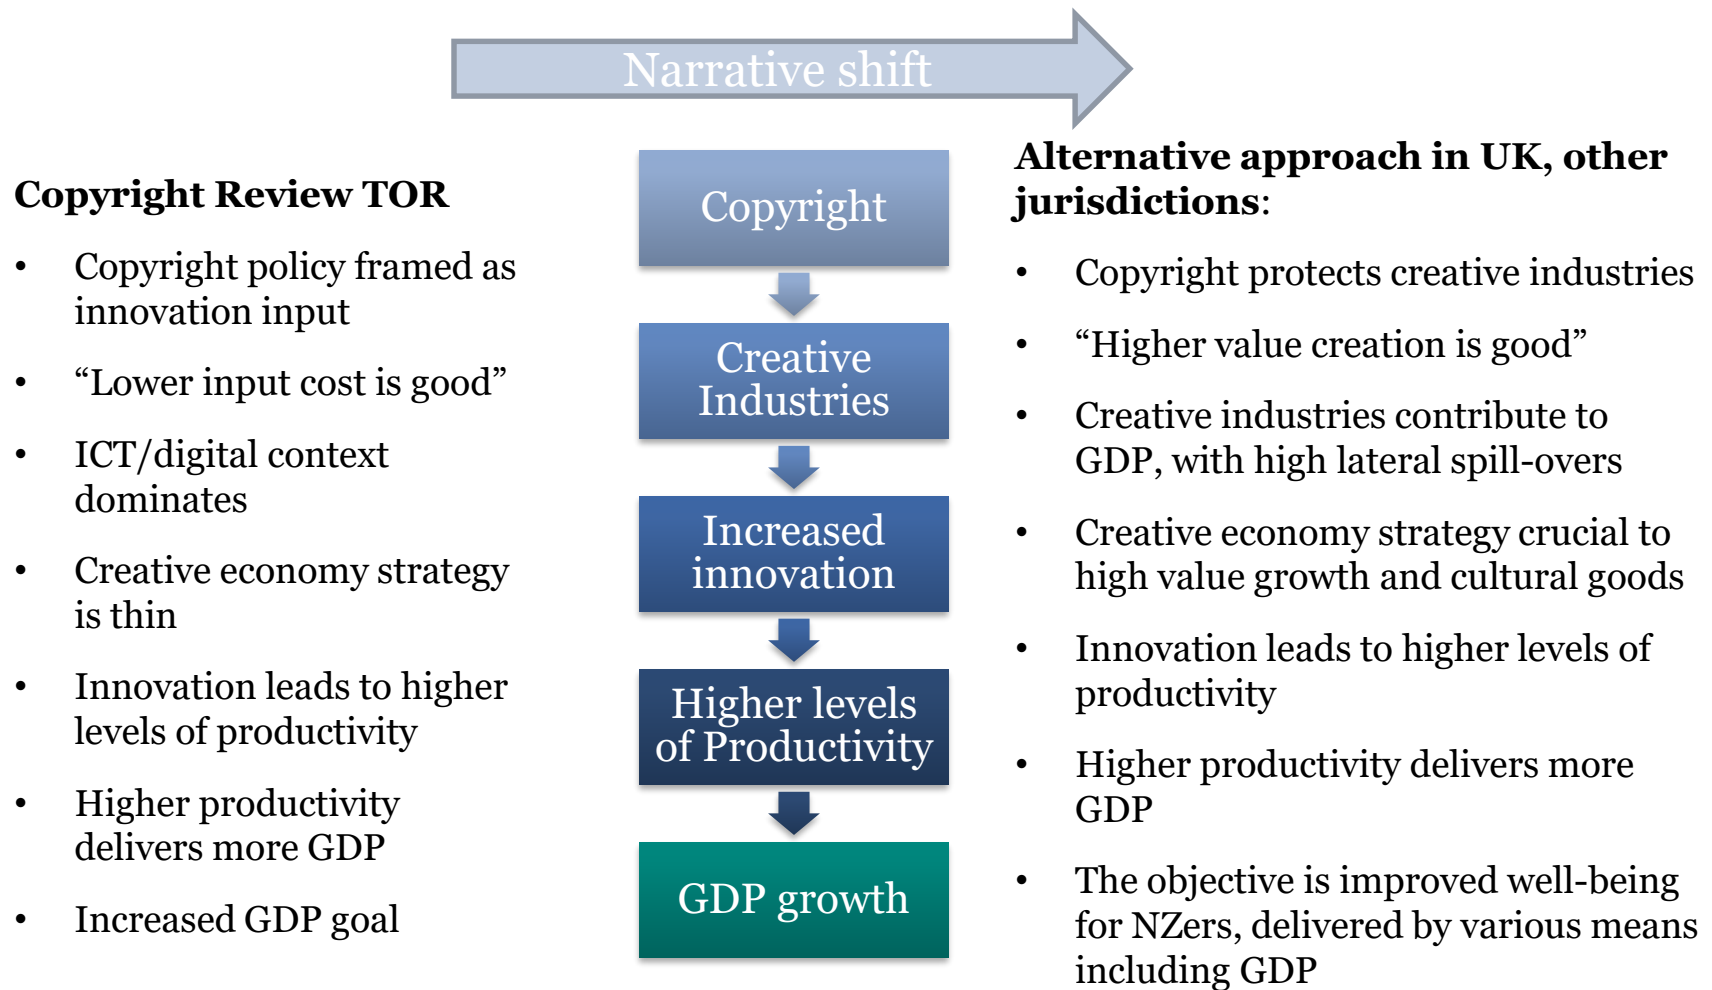 Narrative shift
Copyright Review TOR
• Copyright policy framed as
innovation input
• “Lower input cost is good”
• ICT/digital context
dominates
• Creative economy strategy
is thin
• Innovation leads to higher
levels of productivity
• Higher productivity
delivers more GDP
• Increased GDP goal
Copyright
Creative
Industries
Increased
innovation
Higher levels
of Productivity
GDP growth
Alternative approach in UK, other
jurisdictions:
• Copyright protects creative industries
• “Higher value creation is good”
• Creative industries contribute to
GDP, with high lateral spill-overs
• Creative economy strategy crucial to
high value growth and cultural goods
• Innovation leads to higher levels of
productivity
• Higher productivity delivers more
GDP
• The objective is improved well-being
for NZers, delivered by various means
including GDP